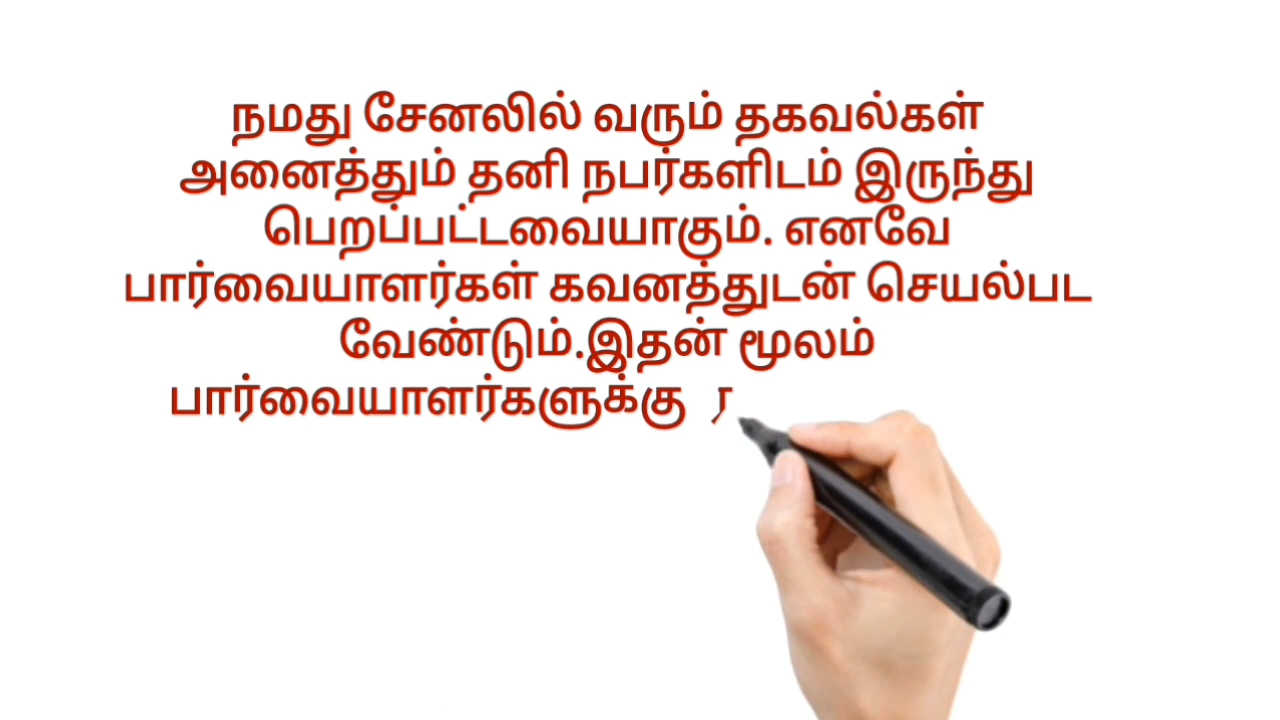 நமது சேனலில் வரும் தகவல்கள்
அனைத்தும் தனி நபர்களிடம் இருந்து
பெறப்பட்டவையாகும். எனவே
பார்வையாளர்கள் கவனத்துடன் செயல்பட
வேண்டும்.இதன் மூலம்
பார்வையாளர்களுக்கு